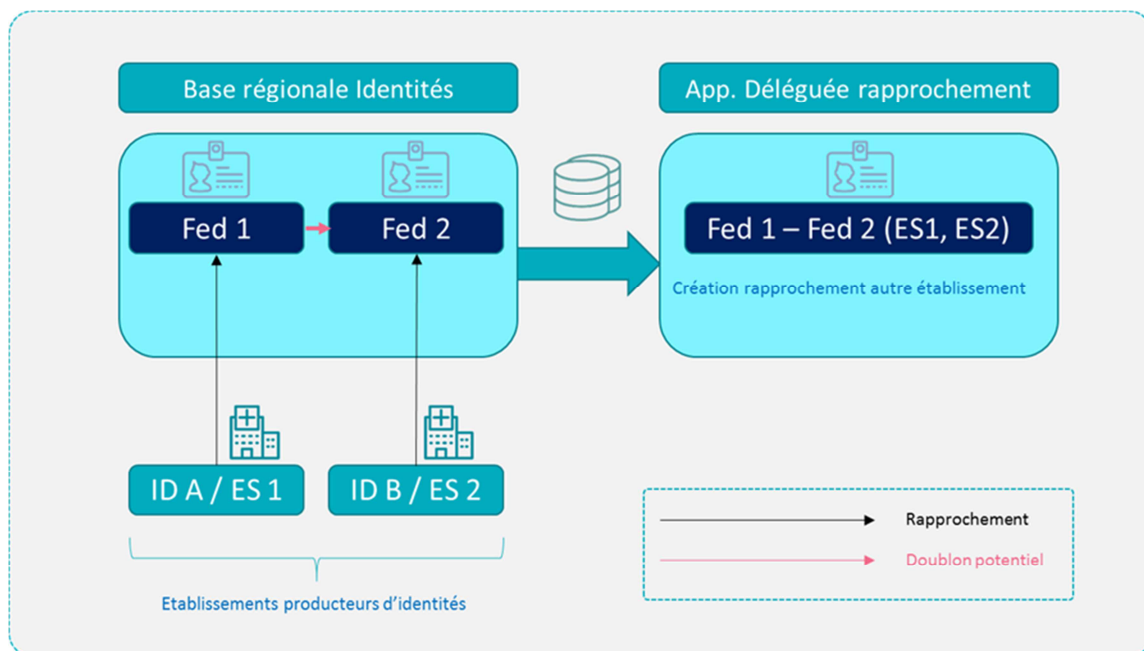 Base régionale Identités
App. Déléguée rapprochement
Fed 1
Fed 2
Fed 1 – Fed 2 (ES1, ES2)
Création rapprochement autre établissement
ID A / ES 1
ID B / ES 2
Etablissements producteurs d'identités
Rapprochement
Doublon potentiel